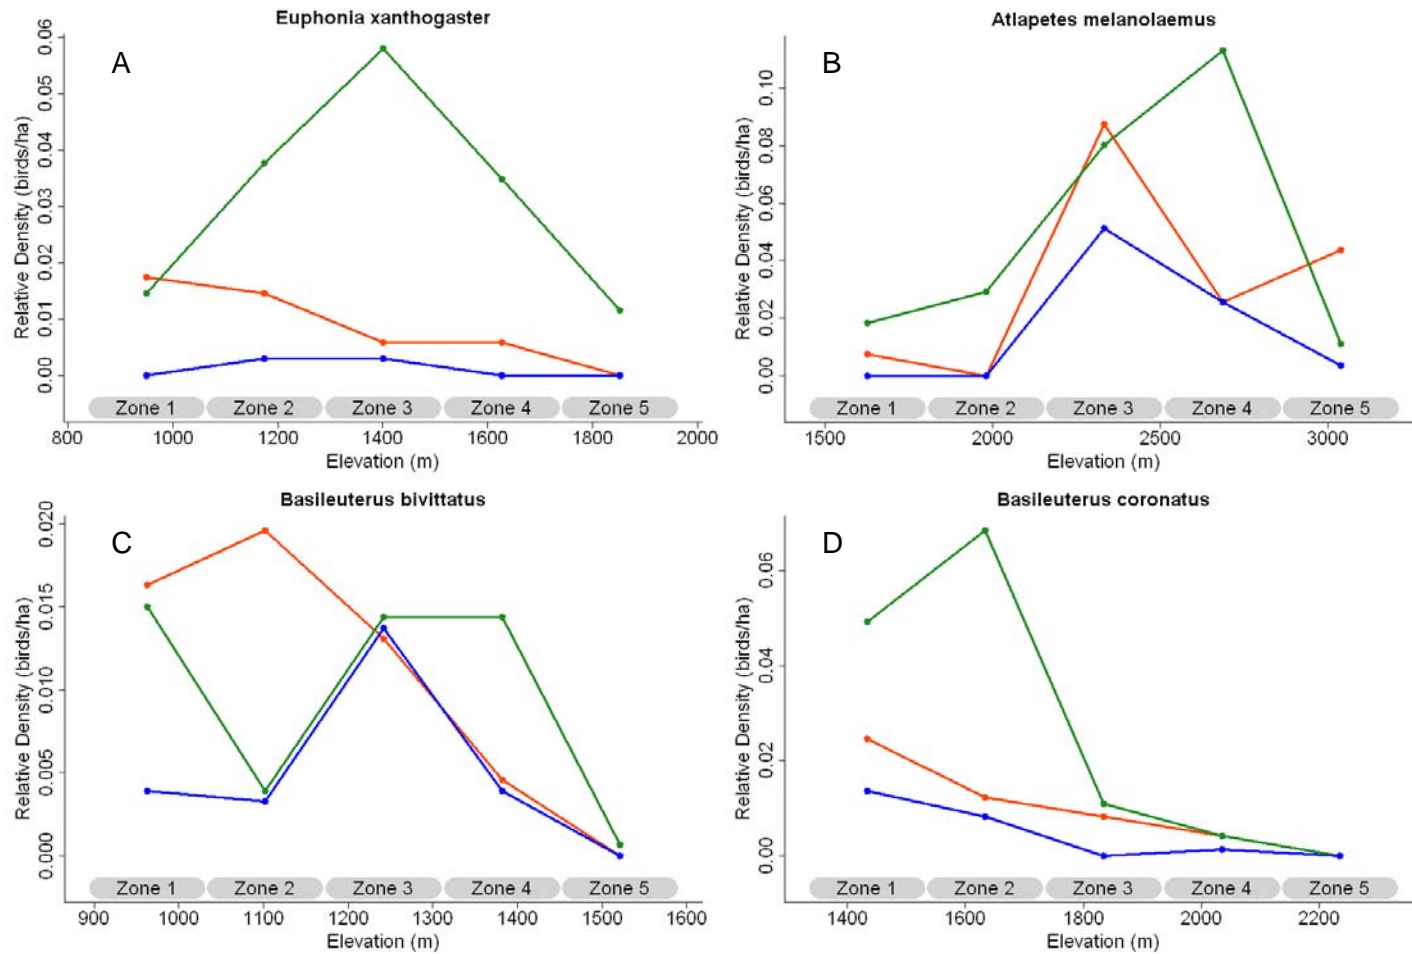 Euphonia xanthogaster
A
Relative Density (birds/ha)
0.06
0.05
0.04
0.03
0.02
0.01
0.00
Zone 1 Zone 2 Zone 3 Zone 4 Zone 5
800 1000 1200 1400 1600 1800 2000
Elevation (m)
Atlapetes melanolaemus
B
Relative Density (birds/ha)
0.10
0.08
0.06
0.04
0.02
0.00
Zone 1 Zone 2 Zone 3 Zone 4 Zone 5
1500 2000 2500 3000
Elevation (m)
Basileuterus bivittatus
C
Relative Density (birds/ha)
0.020
0.015
0.010
0.005
0.000
Zone 1 Zone 2 Zone 3 Zone 4 Zone 5
900 1000 1100 1200 1300 1400 1500 1600
Elevation (m)
Basileuterus coronatus
D
Relative Density (birds/ha)
0.06
0.04
0.02
0.00
Zone 1 Zone 2 Zone 3 Zone 4 Zone 5
1400 1600 1800 2000 2200
Elevation (m)